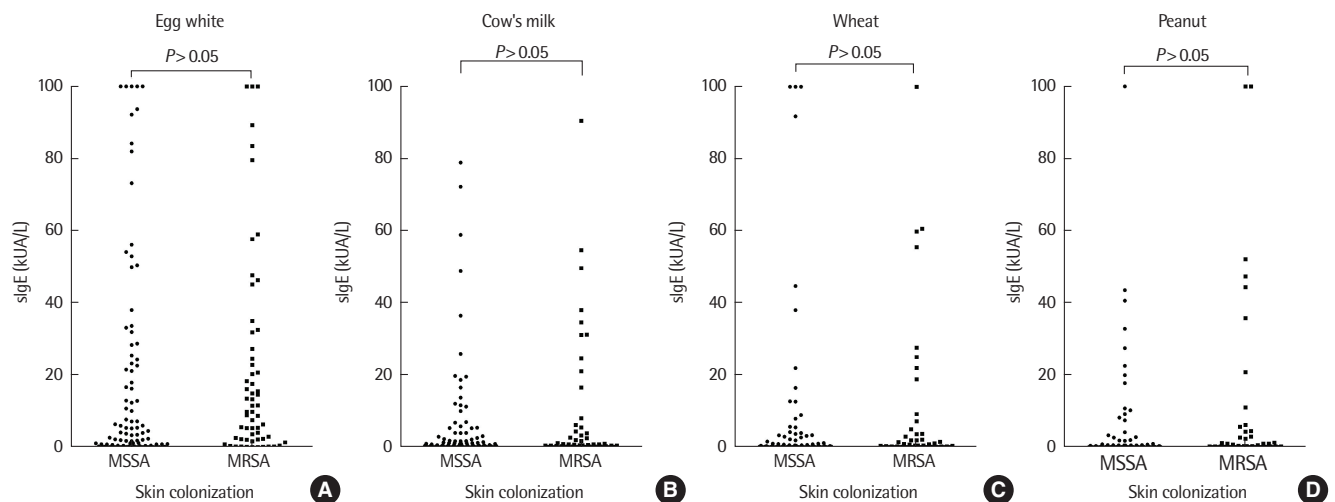 Egg white
P> 0.05
100
80
60
40
20
0
sIgE (kUA/L)
MSSA
MRSA
Skin colonization
A
Cow's milk
P> 0.05
100
80
60
40
20
0
sIgE (kUA/L)
MSSA
MRSA
Skin colonization
B
Wheat
P> 0.05
100
80
60
40
20
0
sIgE (kUA/L)
MSSA
MRSA
Skin colonization
C
Peanut
P> 0.05
100
80
60
40
20
0
sIgE (kUA/L)
MSSA
MRSA
Skin colonization
D